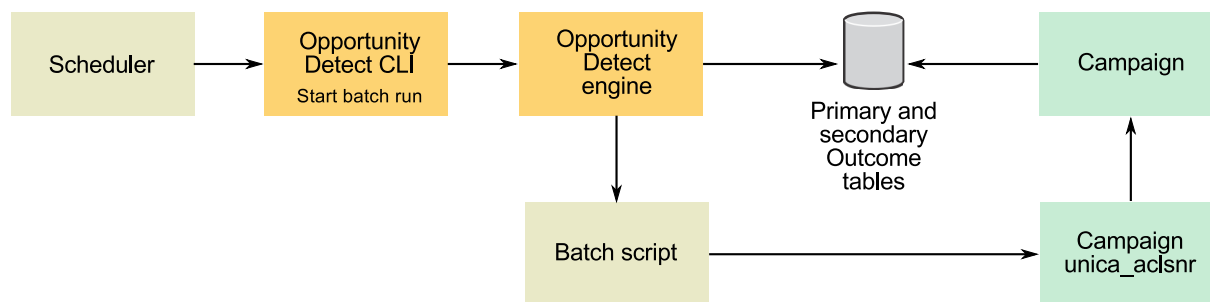 Scheduler
Opportunity
Detect CLI
Start batch run
Opportunity
Detect
engine
Primary and
secondary
Outcome
tables
Campaign
Batch script
Campaign
unica_aclsnr